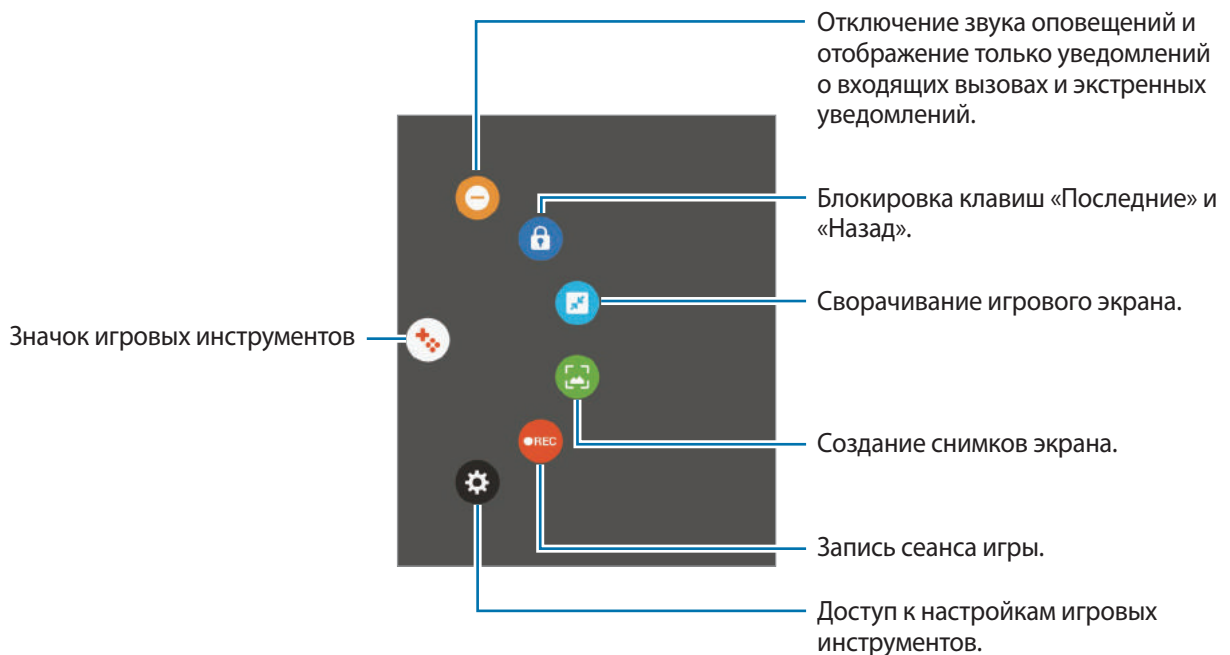 Отключение звука оповещений и
отображение только уведомлений
о входящих вызовах и экстренных
уведомлений.
Блокировка клавиш «Последние» и
«Назад».
Сворачивание игрового экрана.
Значок игровых инструментов
Создание снимков экрана.
REC
Запись сеанса игры.
Доступ к настройкам игровых
инструментов.